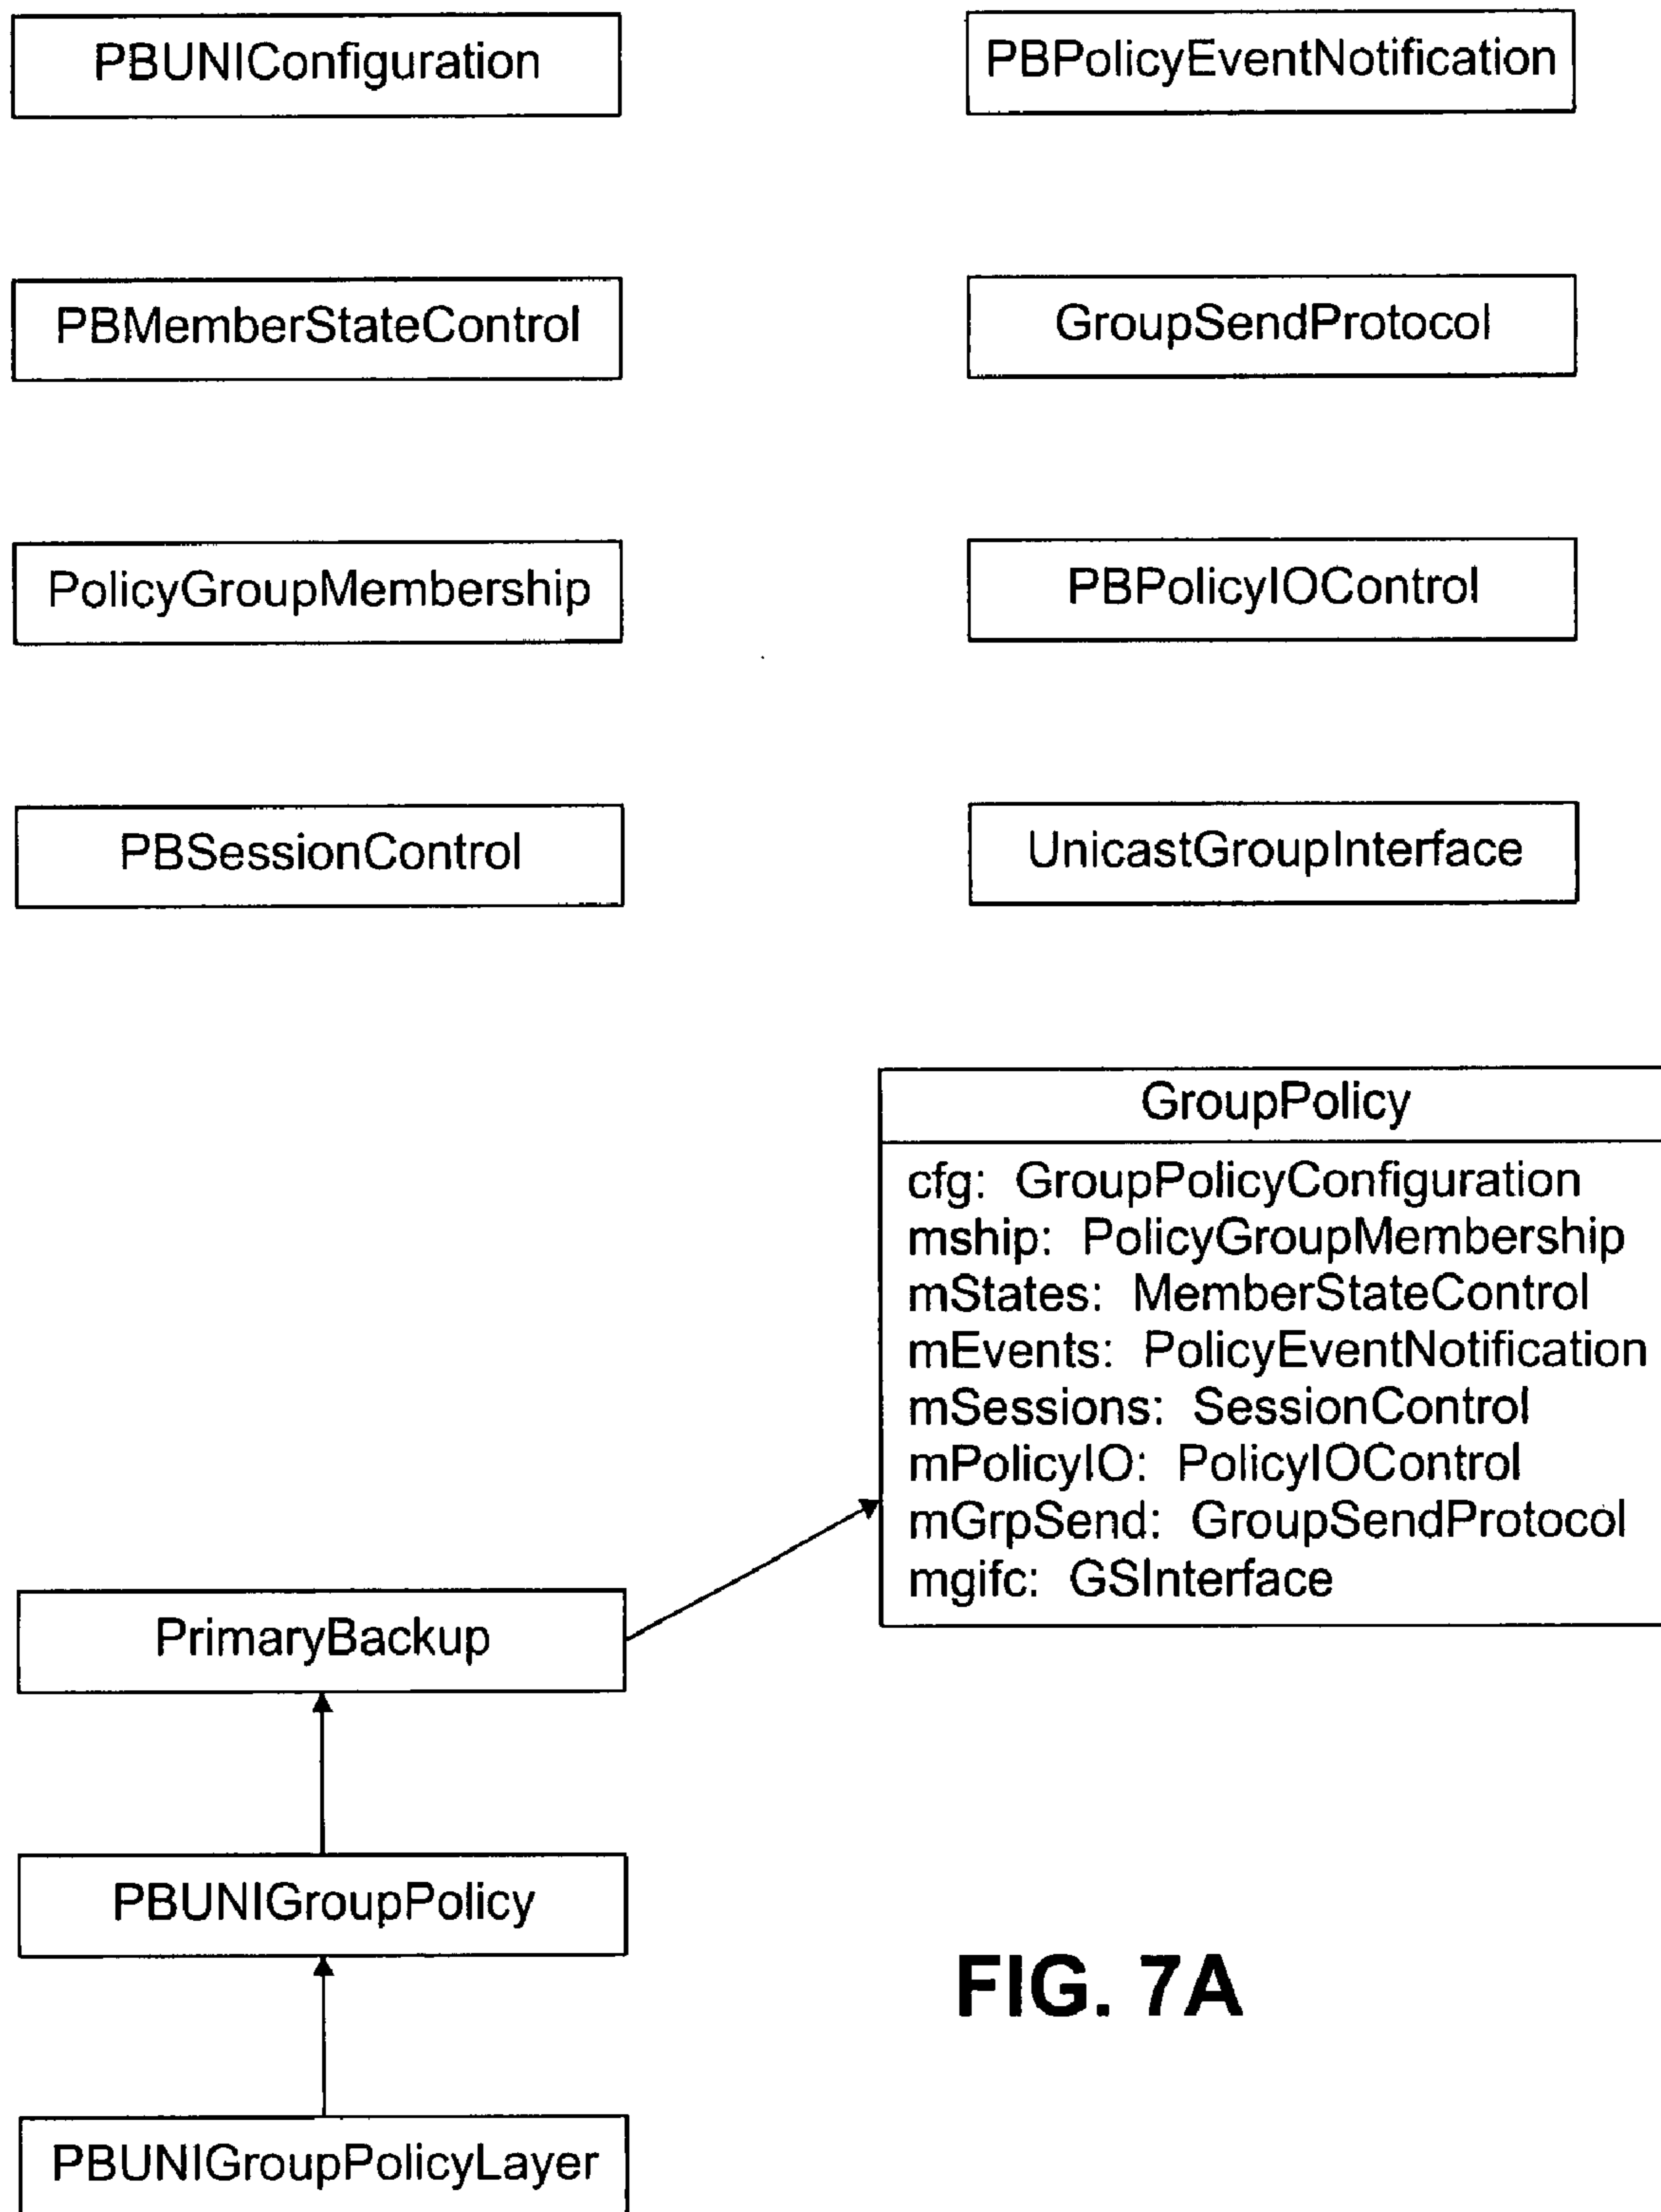 PBUNIConfiguration
PBPolicyEventNotification
PBMemberStateControl
GroupSendProtocol
PolicyGroupMembership
PBPolicyIOControl
PBSessionControl
UnicastGroupInterface
GroupPolicy
cfg: GroupPolicyConfiguration
mship: PolicyGroupMembership
mStates: MemberStateControl
mEvents: PolicyEventNotification
mSessions: SessionControl
mPolicyIO: PolicyIOControl
mGrpSend: GroupSendProtocol
mgifc: GSInterface
PrimaryBackup
PBUNIGroupPolicy
FIG. 7A
PBUNIGroupPolicyLayer